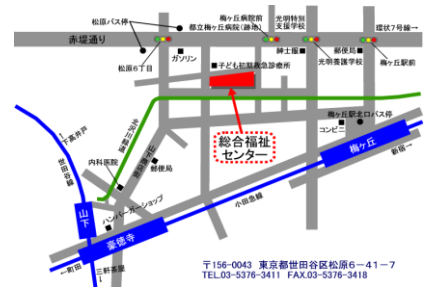 松原バス停
梅ヶ丘病院前
都立梅ヶ丘病院(跡地)
光明特別
支援学校
環状7号線→
赤堤通り
ガソリン
紳士服
郵便局
松原6丁目
子ども初期救急診療所
光明養護学校
梅ヶ丘駅前
総合福祉
センター
梅ヶ丘駅北口バス停
コンビニ
梅ヶ丘
新宿→
↑下高井戸
世田谷線
内科医院
郵便局
山下
ハンバーガーショップ
小田急線
豪徳寺
←町田
三軒茶屋
↓
〒156-0043 東京都世田谷区松原6-41-7
TEL.03-5376-3411 FAX.03-5376-3418